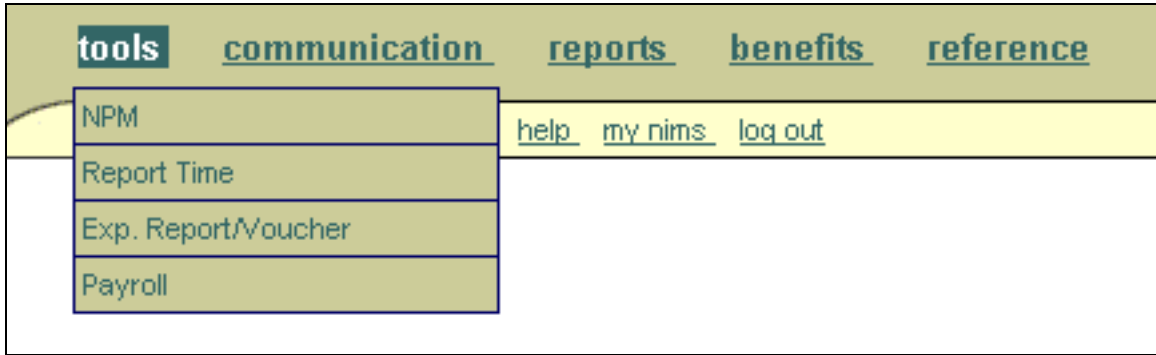 tools communication reports benefits reference
NPM
help my nims log out
Report Time
Exp. Report/Voucher
Payroll